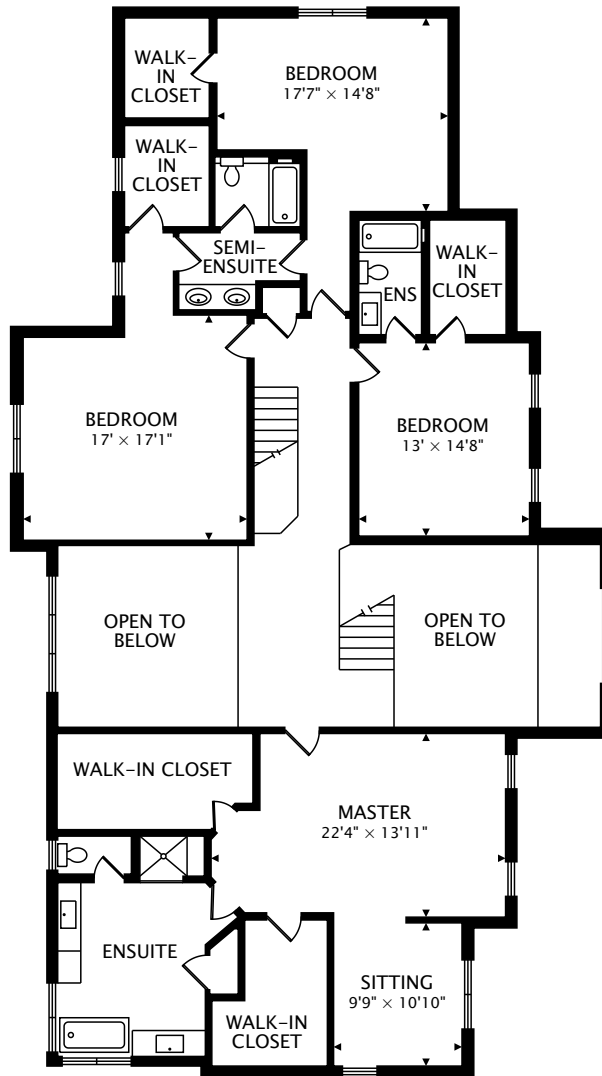 WALK-
IN
CLOSET
BEDROOM
17'7" × 14'8"
WALK-
IN
CLOSET
SEMI-
ENSUITE
ENS
WALK-
IN
CLOSET
BEDROOM
17' × 17'1"
BEDROOM
13' × 14'8"
OPEN TO
BELOW
OPEN TO
BELOW
WALK-IN CLOSET
MASTER
22'4" × 13'11"
ENSUITE
WALK-IN
CLOSET
SITTING
9'9" × 10'10"